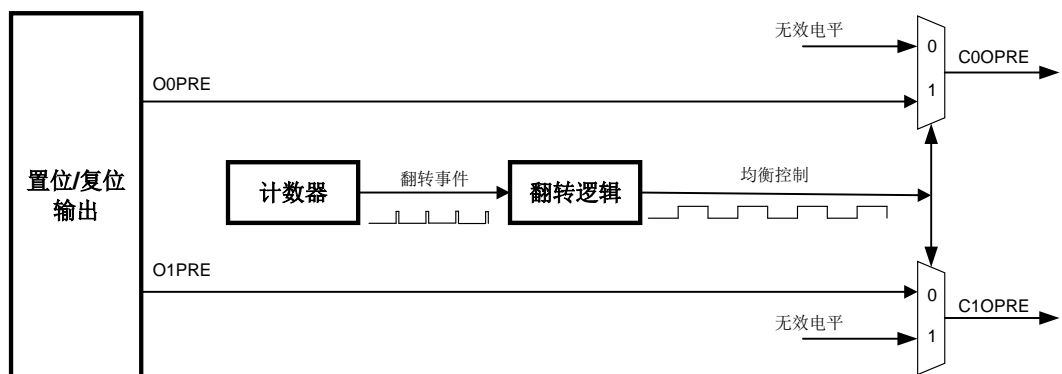 无效电平
0
C0OPRE
O0PRE
1
置位/复位
输出
计数器
翻转事件
翻转逻辑
均衡控制
O1PRE
0
C1OPRE
无效电平
1